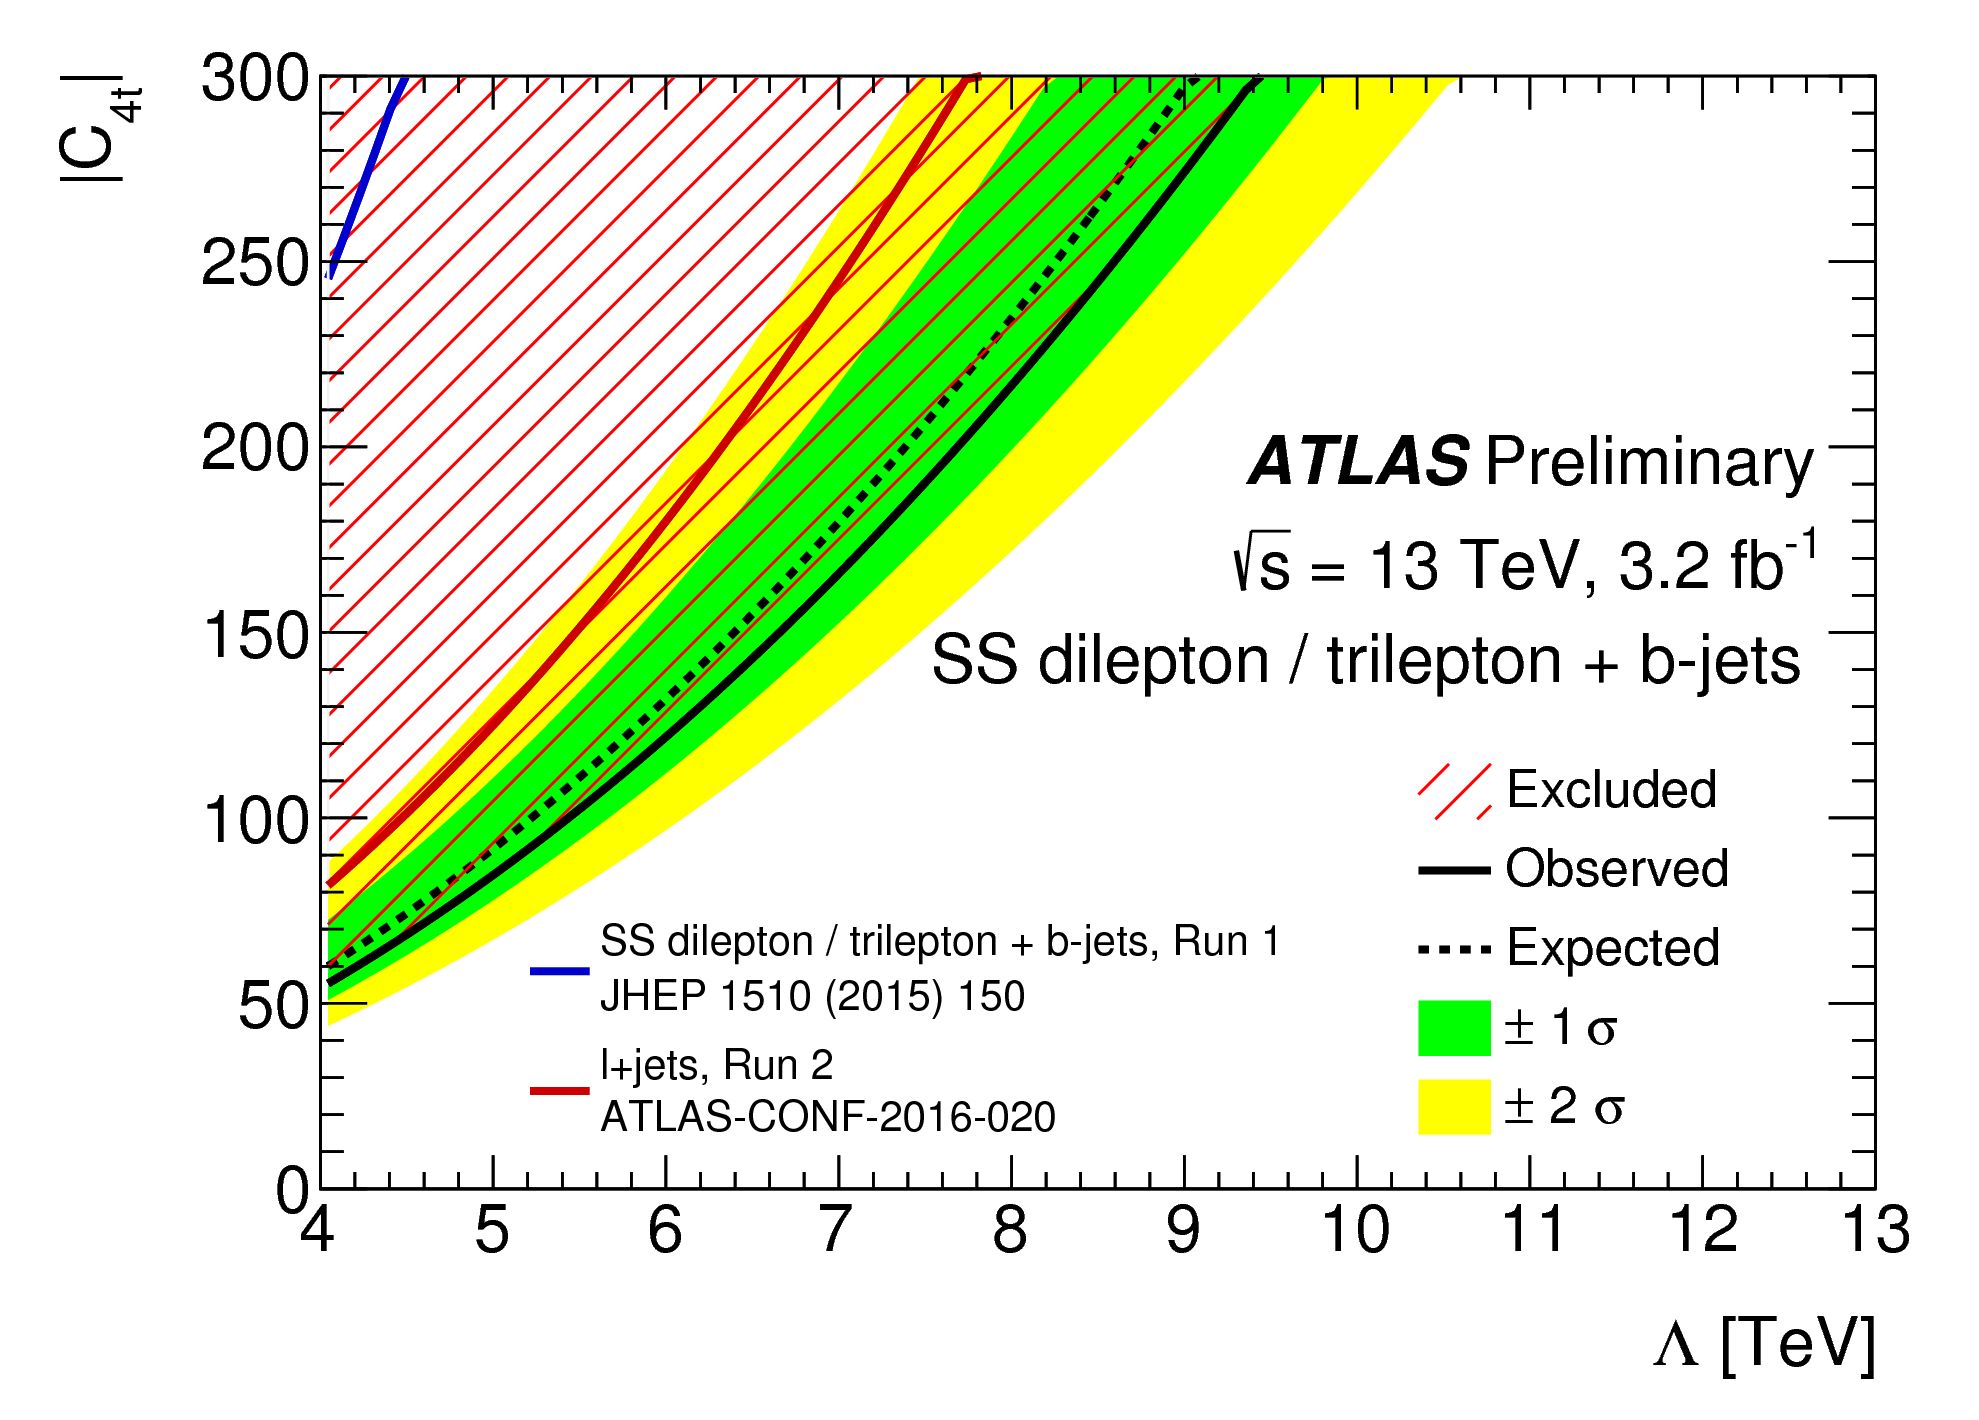 |C4t|
300
250
200
150
100
50
0
4 5 6 7 8 9 10 11 12 13
Λ [TeV]
ATLAS Preliminary
√s = 13 TeV, 3.2 fb-1
SS dilepton / trilepton + b-jets
Excluded
Observed
Expected
± 1 σ
± 2 σ
SS dilepton / trilepton + b-jets, Run 1
JHEP 1510 (2015) 150
l+jets, Run 2
ATLAS-CONF-2016-020